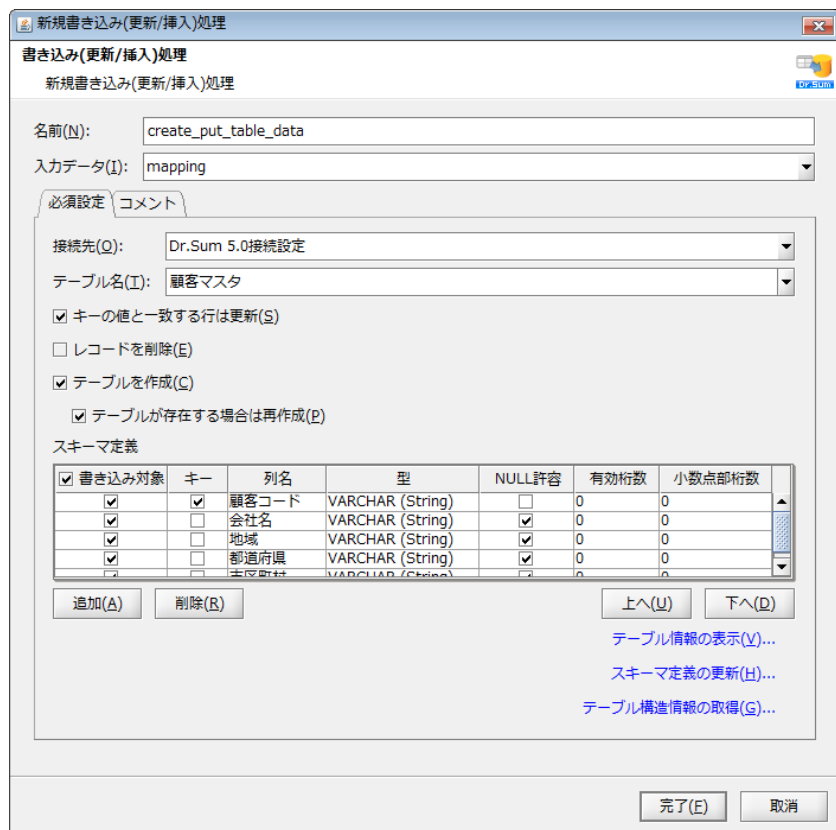 新規書き込み(更新/挿入)処理
書き込み(更新/挿入)処理
新規書き込み(更新/挿入)処理
Dr.Sum
名前(N): create_put_table_data
入力データ(I): mapping
必須設定 コメント
接続先(O): Dr.Sum 5.0接続設定
テーブル名(T): 顧客マスタ
キーの値と一致する行は更新(S)
レコードを削除(E)
テーブルを作成(C)
テーブルが存在する場合は再作成(P)
スキーマ定義
書き込み対象 キー 列名 型 NULL許容 有効桁数 小数点部桁数
顧客コード VARCHAR (String) 0 0
会社名 VARCHAR (String) 0 0
地域 VARCHAR (String) 0 0
都道府県 VARCHAR (String) 0 0
市区町村 VARCHAR (String) 0 0
追加(A) 削除(R) 上へ(U) 下へ(D)
テーブル情報の表示(V)...
スキーマ定義の更新(H)...
テーブル構造情報の取得(G)...
完了(F) 取消